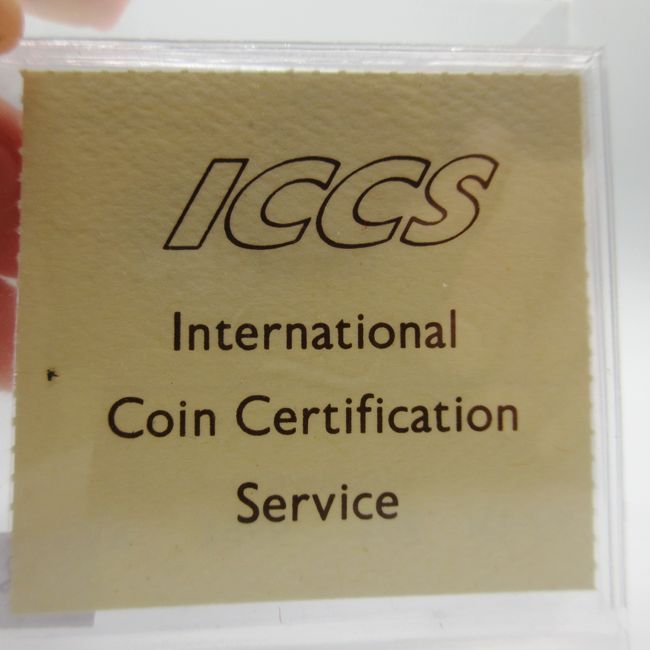 ICCS
International
Coin Certification
Service